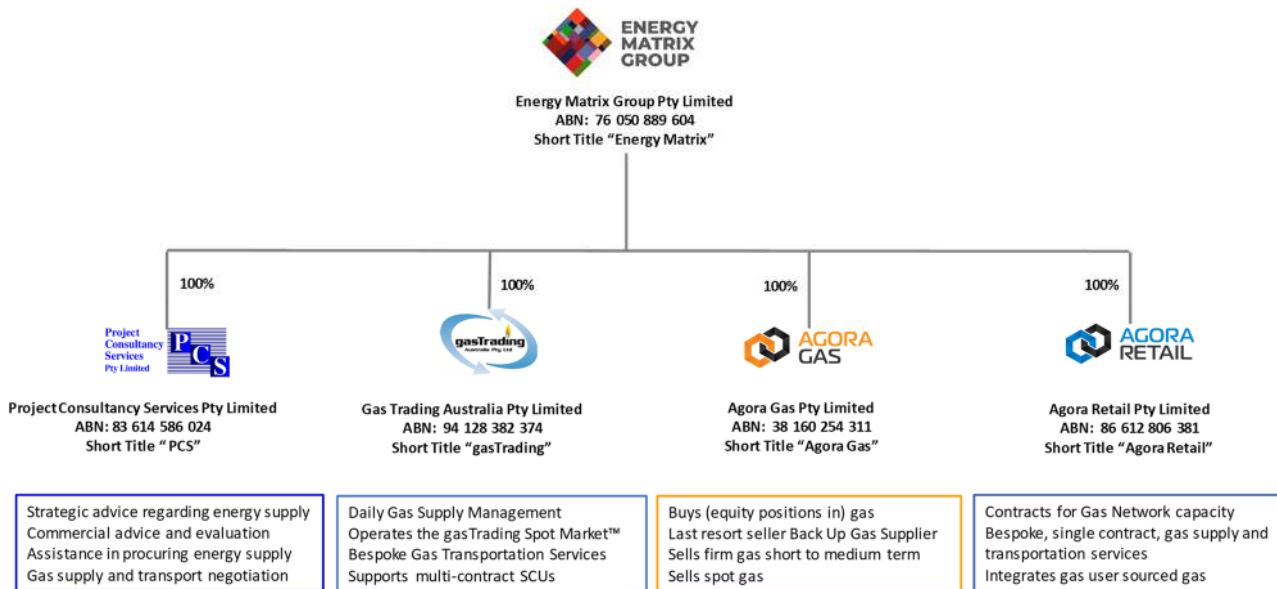 ENERGY
MATRIX
GROUP
Energy Matrix Group Pty Limited
ABN: 76 050 889 604
Short Title “Energy Matrix”
100%
100%
100%
100%
Project
Consultancy
Services
Pty Limited
P
C
S
gasTrading
Australia Pty Ltd
AGORA
GAS
AGORA
RETAIL
Project Consultancy Services Pty Limited
ABN: 83 614 586 024
Short Title “PCS”
Gas Trading Australia Pty Limited
ABN: 94 128 382 374
Short Title “gasTrading”
Agora Gas Pty Limited
ABN: 38 160 254 311
Short Title “Agora Gas”
Agora Retail Pty Limited
ABN: 86 612 806 381
Short Title “Agora Retail”
Strategic advice regarding energy supply
Commercial advice and evaluation
Assistance in procuring energy supply
Gas supply and transport negotiation
Daily Gas Supply Management
Operates the gasTrading Spot Market™
Bespoke Gas Transportation Services
Supports multi-contract SCUs
Buys (equity positions in) gas
Last resort seller Back Up Gas Supplier
Sells firm gas short to medium term
Sells spot gas
Contracts for Gas Network capacity
Bespoke, single contract, gas supply and
transportation services
Integrates gas user sourced gas